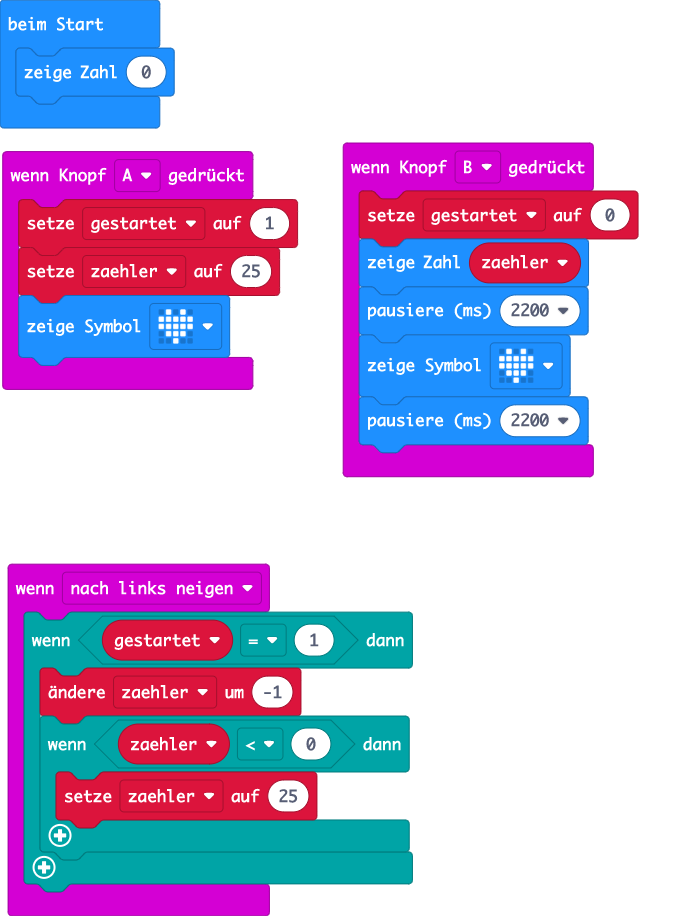 beim Start
zeige Zahl 0
wenn Knopf A gedrückt
setze gestartet auf 1
setze zaehler auf 25
zeige Symbol
wenn Knopf B gedrückt
setze gestartet auf 0
zeige Zahl zaehler
pausiere (ms) 2200
zeige Symbol
pausiere (ms) 2200
wenn nach links neigen
wenn gestartet = 1 dann
ändere zaehler um -1
wenn zaehler < 0 dann
setze zaehler auf 25